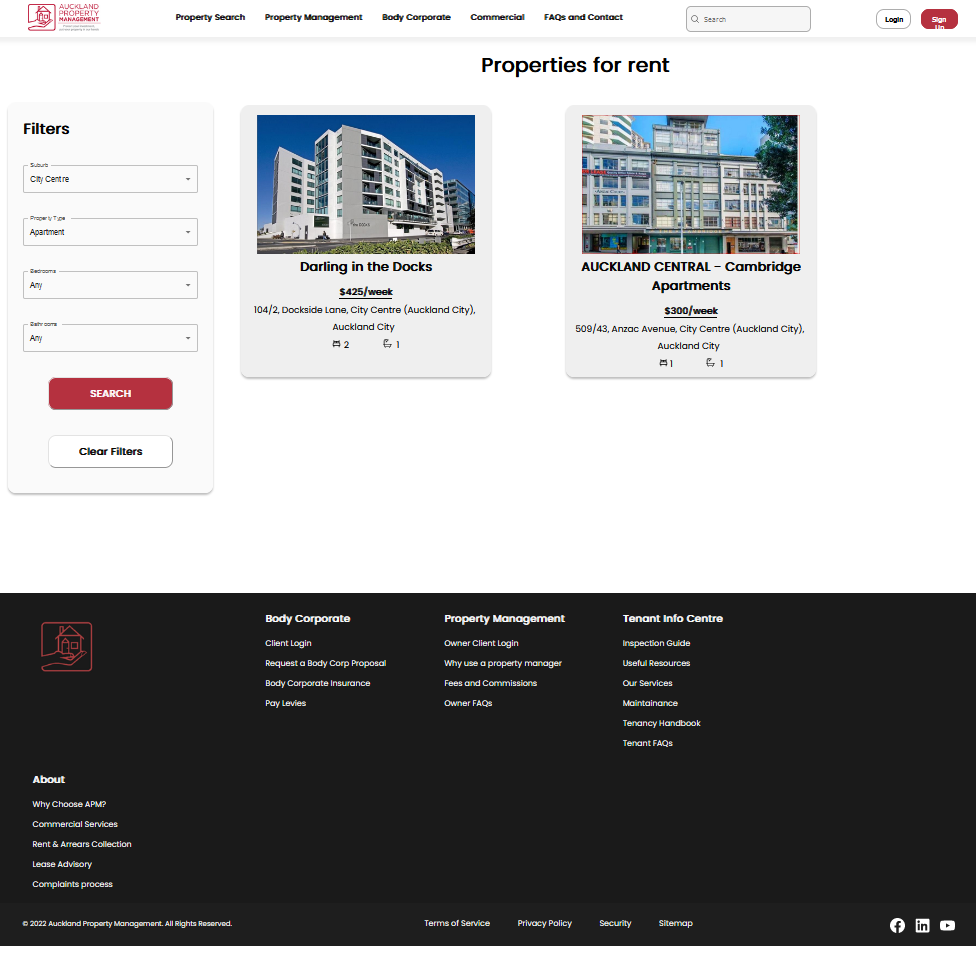 AUCKLAND
PROPERTY
MANAGEMENT
Property Search
Property Management
Body Corporate
Commercial
FAQs and Contact
Search
Login
Sign
Up
Properties for rent
Filters
Suburb
City Centre
Property Type
Apartment
Bedrooms
Any
Bathrooms
Any
SEARCH
Clear Filters
Darling in the Docks
$425/week
104/2, Dockside Lane, City Centre (Auckland City),
Auckland City
2 1
AUCKLAND CENTRAL - Cambridge
Apartments
$300/week
509/43, Anzac Avenue, City Centre (Auckland City),
Auckland City
1 1
Body Corporate
Client Login
Request a Body Corp Proposal
Body Corporate Insurance
Pay Levies
Property Management
Owner Client Login
Why use a property manager
Fees and Commissions
Owner FAQs
Tenant Info Centre
Inspection Guide
Useful Resources
Our Services
Maintainance
Tenancy Handbook
Tenant FAQs
About
Why Choose APM?
Commercial Services
Rent & Arrears Collection
Lease Advisory
Complaints process
© 2022 Auckland Property Management. All Rights Reserved.
Terms of Service
Privacy Policy
Security
Sitemap